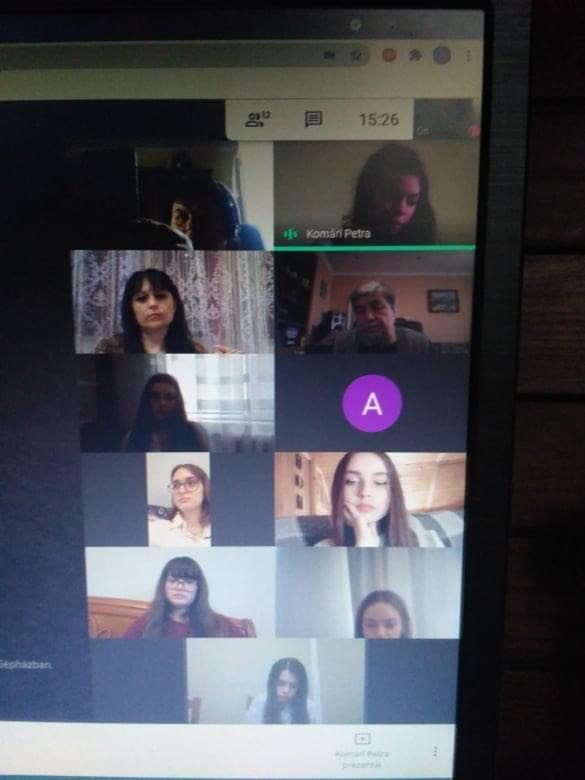 12
15:26
Komári Petra
A
Gépházban.
Komári Petra
prezentál